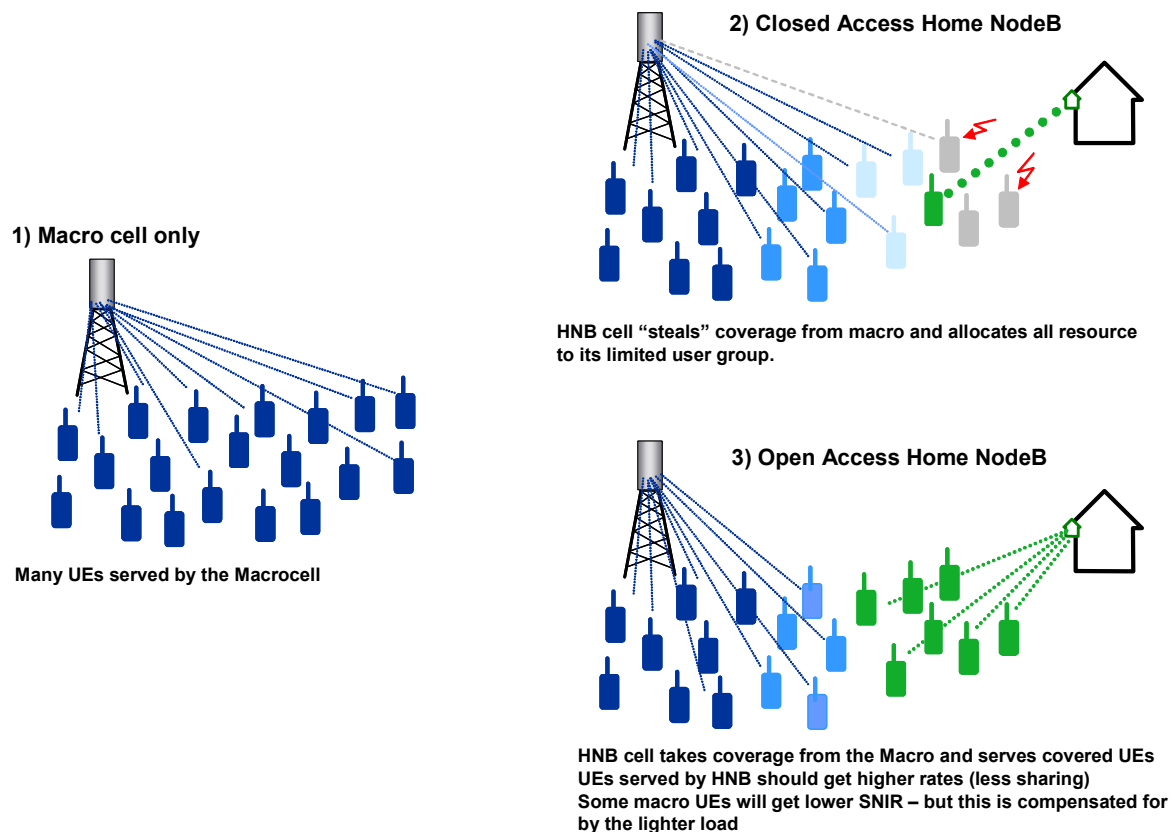 1) Macro cell only
Many UEs served by the Macrocell
2) Closed Access Home NodeB
HNB cell “steals” coverage from macro and allocates all resource
to its limited user group.
3) Open Access Home NodeB
HNB cell takes coverage from the Macro and serves covered UEs
UEs served by HNB should get higher rates (less sharing)
Some macro UEs will get lower SNIR – but this is compensated for
by the lighter load